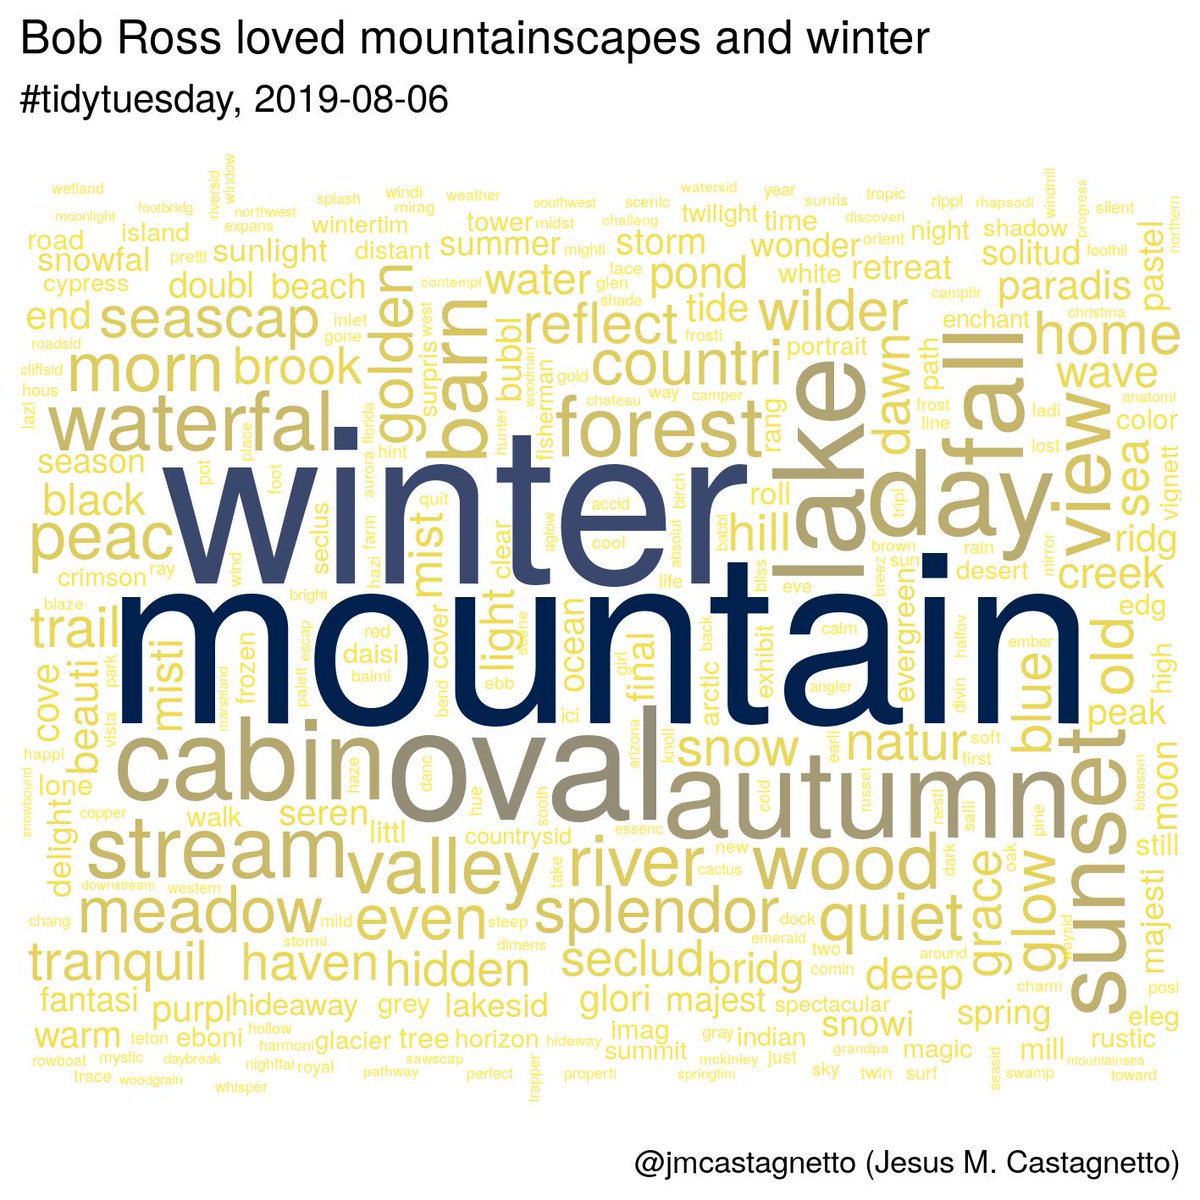 Bob Ross loved mountainscapes and winter
#tidytuesday, 2019-08-06
wetland
riversid
window
splash
windi
weather
southwest
scenic
watersid
year
sunris
tropic
rippl
rhapsodi
windmil
progress
silent
northern
moonlight
footbridg
northwest
expans
mirag
wintertim
tower
midst
challeng
twilight
time
discoveri
night
shadow
road
island
pretti
sunlight
distant
summer
mightl
storm
wonder
orient
solitud
foothil
pastel
snowfal
cypress
doubl
beach
golden
contempl
water
glen
lace
pond
white
retreat
campfir
paradis
christma
end
seascap
inlet
gone
surpris
west
barn
bubbl
reflect
shade
frosti
tide
wilder
enchant
home
roadsid
cliffsid
hous
lazi
morn
brook
woodman
fisherman
gold
countri
portrait
dawn
path
fall
wave
anatomi
waterfal
place
florida
hunter
chateau
way
camper
forest
rang
lake
frost
line
ladi
view
color
season
pot
foot
aurora
hint
winter
lost
sea
vignett
black
seclus
quit
accid
birch
roll
day
tripl
peac
farm
mist
clear
aglow
cool
absout
babbl
hill
brown
rain
mirror
ridg
crimson
ray
wind
hazi
bright
life
bliss
eve
breez
sun
desert
creek
blaze
trail
mountain
edg
misti
frozen
escap
red
daisi
balmi
cover
light
scene
ocean
girl
final
back
exhibit
calm
evergreen
halfov
ember
old
high
cove
beauti
park
vista
marshland
palett
bend
ebb
ici
arizona
knoll
arctic
angler
divin
blue
peak
happi
lone
cabin
haze
danc
oval
snow
earli
natur
soft
first
sunset
blossom
moon
snowbound
delight
copper
walk
seren
littl
hue
sooth
countrysid
essenc
autumn
cold
russel
nestl
salli
pine
still
stream
valley
take
river
new
cactus
wood
dark
oak
grace
glow
downstream
western
chang
meadow
mild
even
steep
splendor
dock
quiet
waysid
majesti
tranquil
stormi
haven
hidden
dimens
seclud
bridg
emerald
two
comin
deep
around
charm
posi
fantasi
purpl
hideaway
grey
lakesid
glori
majest
spectacular
spring
eleg
warm
teton
eboni
hollow
harmoni
glacier
tree
horizon
hideway
imag
summit
gray
indian
snowi
grandpa
magic
mill
rustic
rowboat
mystic
daybreak
nightfal
royal
sawscap
mckinley
just
mountainsea
trace
woodgrain
whisper
pathway
perfect
trapper
properti
springtim
sky
twin
surf
seasid
swamp
toward
@jmcastagnetto (Jesus M. Castagnetto)